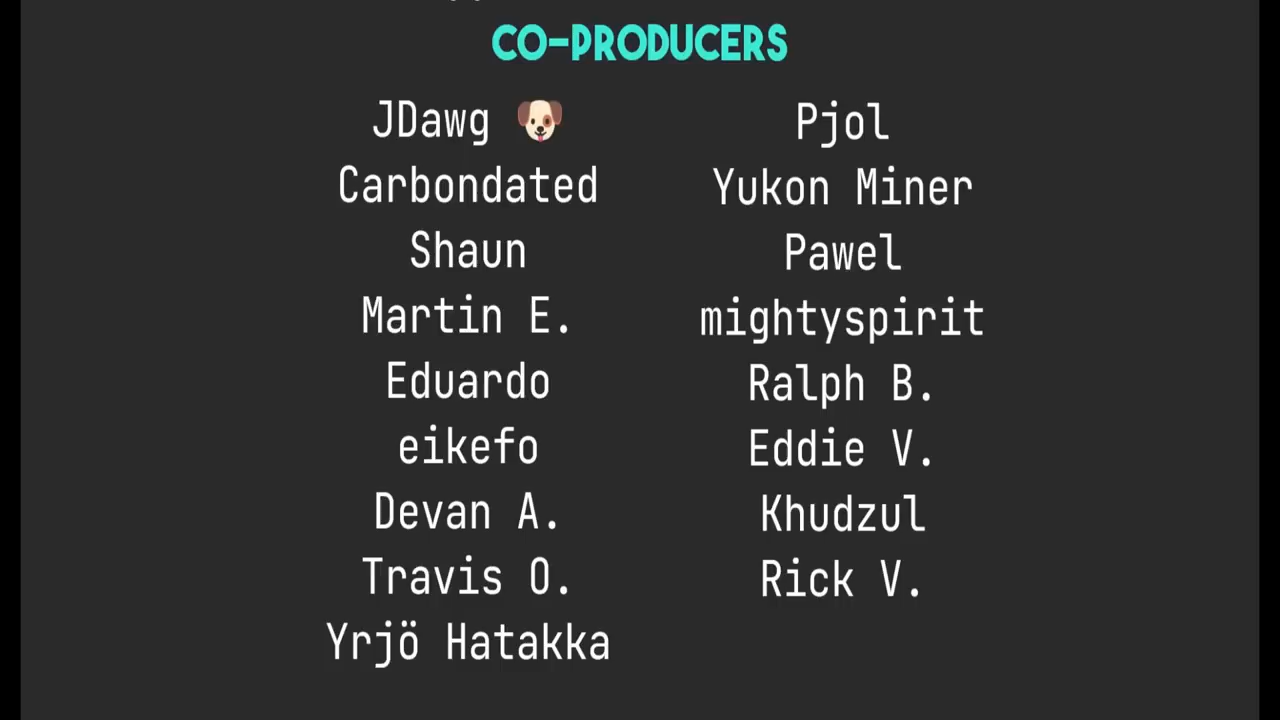 CO-PRODUCERS
JDawg 🐶
Carbondated
Shaun
Martin E.
Eduardo
eikefo
Devan A.
Travis O.
Yrjö Hatakka
Pjol
Yukon Miner
Pawel
mightyspirit
Ralph B.
Eddie V.
Khudzul
Rick V.